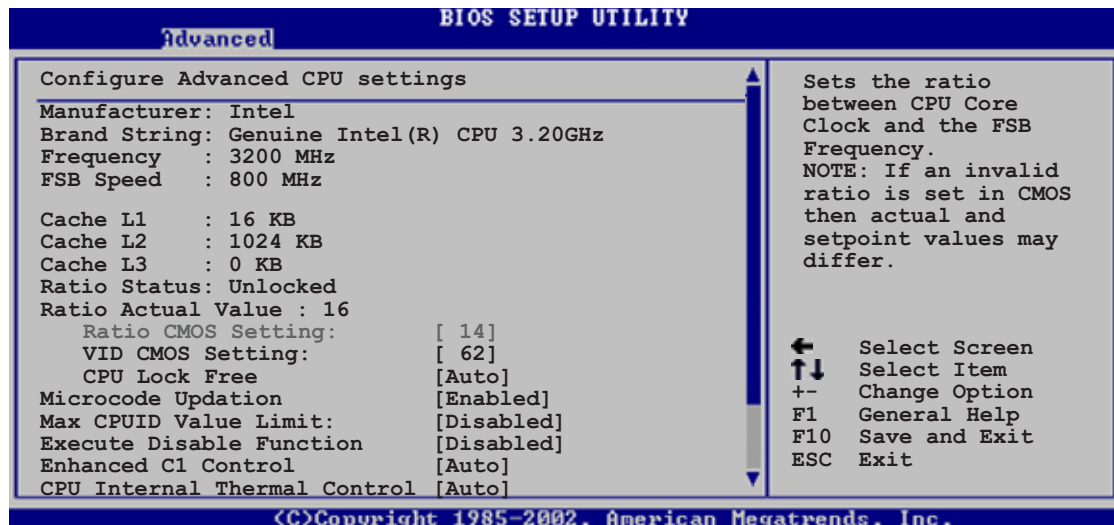 BIOS SETUP UTILITY
Advanced
Configure Advanced CPU settings
Manufacturer: Intel
Brand String: Genuine Intel(R) CPU 3.20GHz
Frequency : 3200 MHz
FSB Speed : 800 MHz
Cache L1 : 16 KB
Cache L2 : 1024 KB
Cache L3 : 0 KB
Ratio Status: Unlocked
Ratio Actual Value : 16
Ratio CMOS Setting: [ 14]
VID CMOS Setting: [ 62]
CPU Lock Free [Auto]
Microcode Updation [Enabled]
Max CPUID Value Limit: [Disabled]
Execute Disable Function [Disabled]
Enhanced C1 Control [Auto]
CPU Internal Thermal Control [Auto]
Sets the ratio
between CPU Core
Clock and the FSB
Frequency.
NOTE: If an invalid
ratio is set in CMOS
then actual and
setpoint values may
differ.
Select Screen
Select Item
+- Change Option
F1 General Help
F10 Save and Exit
ESC Exit
(C)Copyright 1985-2002, American Megatrends, Inc.